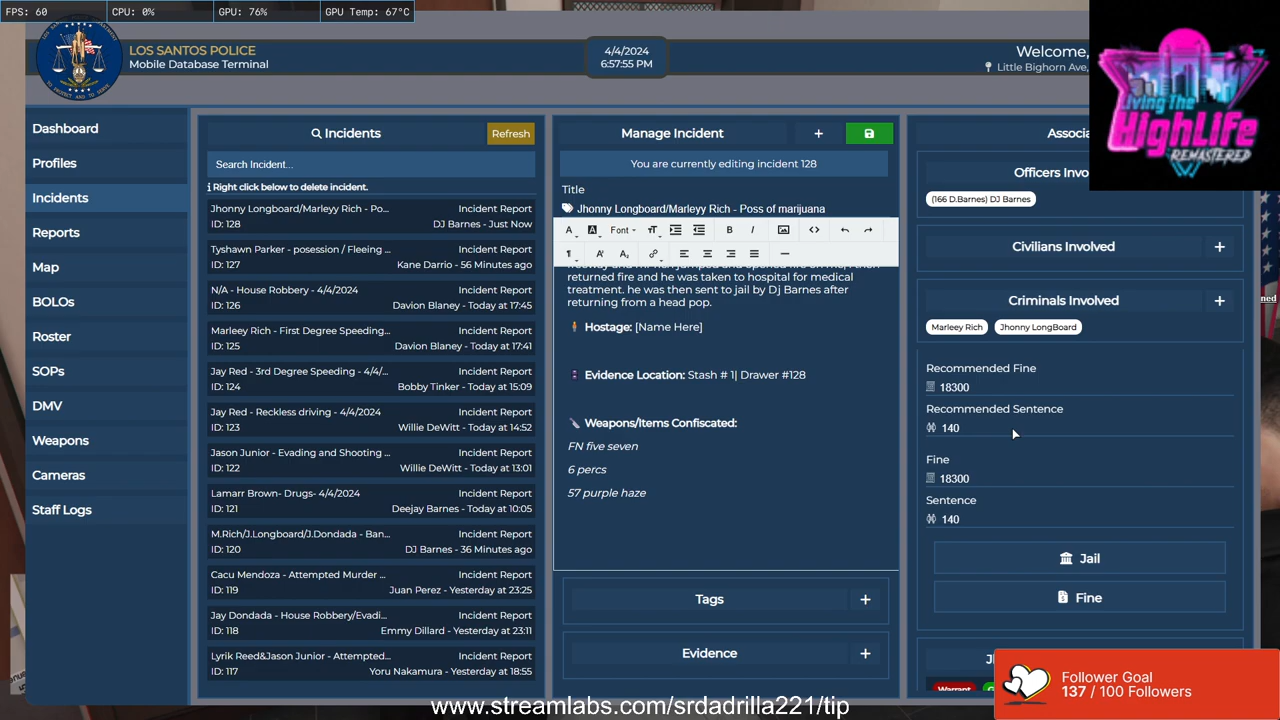 FPS: 60 CPU: 0% GPU: 76% GPU Temp: 67°C
LOS SANTOS POLICE
Mobile Database Terminal
4/4/2024
6:57:55 PM
Welcome,
Little Bighorn Ave,
Living The
HighLife
REMASTERED
Dashboard
Profiles
Incidents
Reports
Map
BOLOs
Roster
SOPs
DMV
Weapons
Cameras
Staff Logs
Incidents
Refresh
Search Incident...
Right click below to delete incident.
Jhonny Longboard/Marleyy Rich - Po... Incident Report
ID: 128 DJ Barnes - Just Now
Tyshawn Parker - posession / Fleeing ... Incident Report
ID: 127 Kane Darrio - 56 Minutes ago
N/A - House Robbery - 4/4/2024 Incident Report
ID: 126 Davion Blaney - Today at 17:45
Marleey Rich - First Degree Speeding... Incident Report
ID: 125 Davion Blaney - Today at 17:41
Jay Red - 3rd Degree Speeding - 4/4/... Incident Report
ID: 124 Bobby Tinker - Today at 15:09
Jay Red - Reckless driving - 4/4/2024 Incident Report
ID: 123 Willie DeWitt - Today at 14:52
Jason Junior - Evading and Shooting ... Incident Report
ID: 122 Willie DeWitt - Today at 13:01
Lamarr Brown- Drugs- 4/4/2024 Incident Report
ID: 121 Deejay Barnes - Today at 10:05
M.Rich/J.Longboard/J.Dondada - Ban... Incident Report
ID: 120 DJ Barnes - 36 Minutes ago
Cacu Mendoza - Attempted Murder ... Incident Report
ID: 119 Juan Perez - Yesterday at 23:25
Jay Dondada - House Robbery/Evadi... Incident Report
ID: 118 Emmy Dillard - Yesterday at 23:11
Lyrik Reed&Jason Junior - Attempted... Incident Report
ID: 117 Yoru Nakamura - Yesterday at 18:55
Manage Incident +
You are currently editing incident 128
Title
Jhonny Longboard/Marleyy Rich - Poss of marijuana
Font
returned fire and he was taken to hospital for medical
treatment. he was then sent to jail by Dj Barnes after
returning from a head pop.
Hostage: [Name Here]
Evidence Location: Stash # 1| Drawer #128
Weapons/Items Confiscated:
FN five seven
6 percs
57 purple haze
Tags +
Evidence +
Associa
Officers Invo
(166 D.Barnes) DJ Barnes
Civilians Involved +
Criminals Involved +
Marleey Rich Jhonny LongBoard
Recommended Fine
18300
Recommended Sentence
140
Fine
18300
Sentence
140
Jail
Fine
Warrant
Follower Goal
137 / 100 Followers
www.streamlabs.com/srdadrilla221/tip